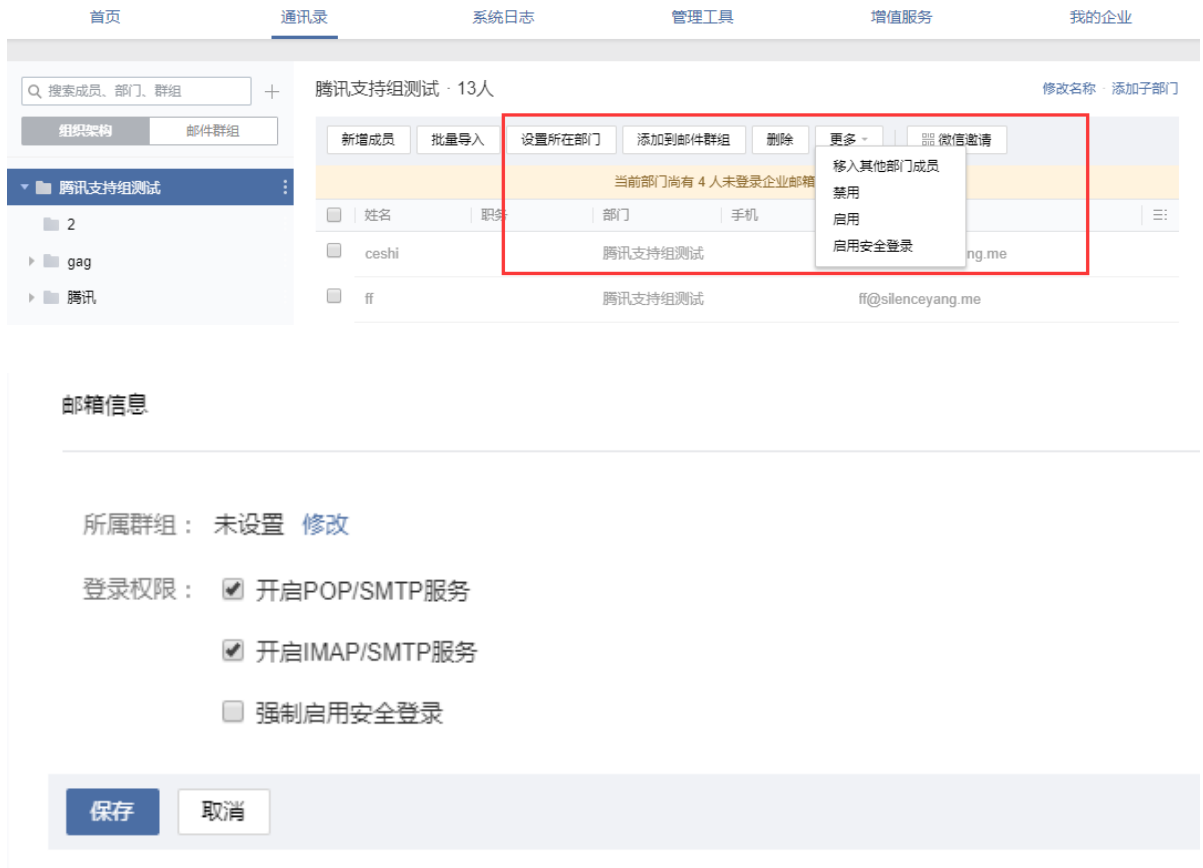 首页 通讯录 系统日志 管理工具 增值服务 我的企业
搜索成员、部门、群组
腾讯支持组测试 · 13人
修改名称 · 添加子部门
组织架构 邮件群组
新增成员 批量导入 设置所在部门 添加到邮件群组 删除 更多 微信邀请
移入其他部门成员
禁用
启用
启用安全登录
当前部门尚有 4 人未登录企业邮箱
腾讯支持组测试
2
gag
腾讯
姓名 职务 部门 手机
ceshi 腾讯支持组测试 ng.me
ff 腾讯支持组测试 ff@silenceyang.me
邮箱信息
所属群组: 未设置 修改
登录权限: 开启POP/SMTP服务
开启IMAP/SMTP服务
强制启用安全登录
保存 取消